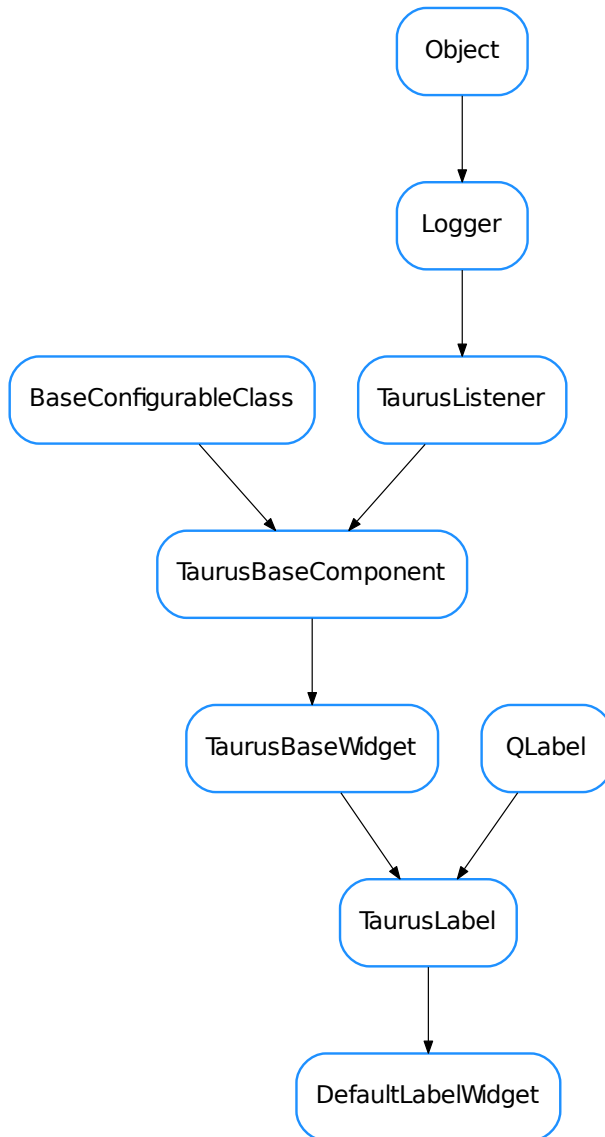 Object
Logger
BaseConfigurableClass
TaurusListener
TaurusBaseComponent
TaurusBaseWidget
QLabel
TaurusLabel
DefaultLabelWidget